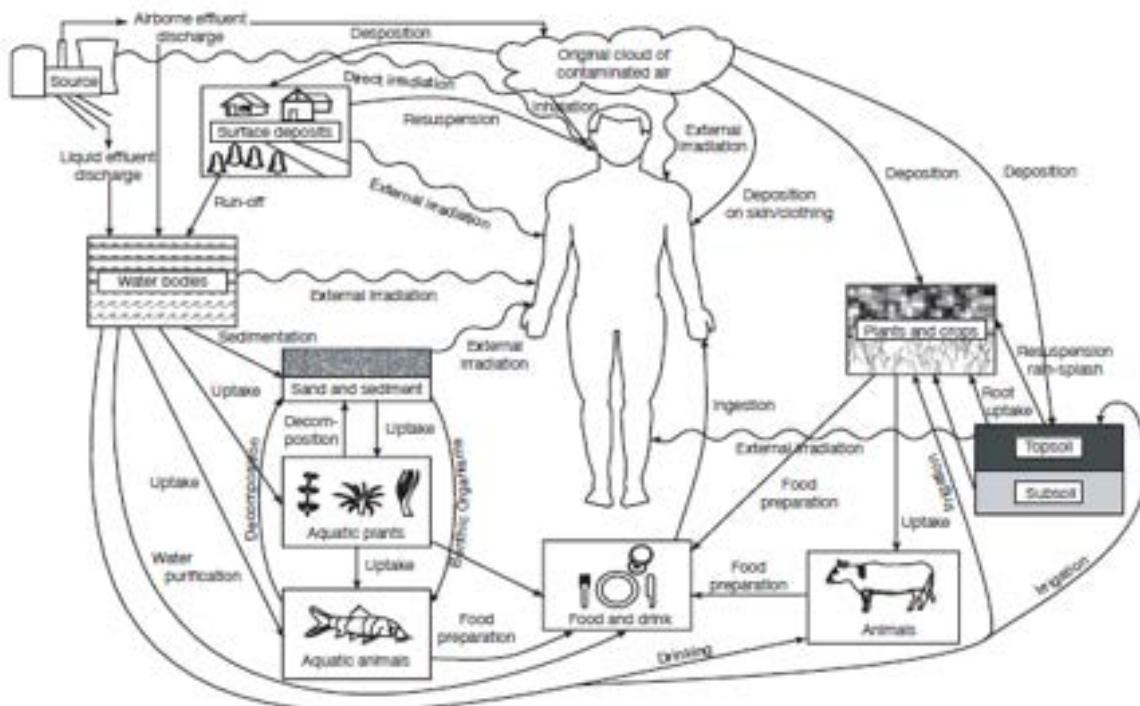 Airborne effluent
discharge
Desposition
Original cloud of
contaminated air
Source
Direct irradiation
Inhalation
Resuspension
External
irradiation
Surface deposits
Liquid effluent
discharge
Run-off
External irradiation
Deposition
on skin/clothing
Deposition
Deposition
Water bodies
External Irradiation
Sedimentation
External
Irradiation
Plants and crops
Resuspension
rain-splash
Sand and sediment
Uptake
Decom-
position
Uptake
Ingestion
Root
uptake
External Irradiation
Topsoil
Subsoil
Irrigation
Uptake
Decomposition
Benthic Organisms
Food
preparation
Aquatic plants
Uptake
Water
purification
Uptake
Food
preparation
Irrigation
Food
preparation
Food and drink
Animals
Aquatic animals
Drinking